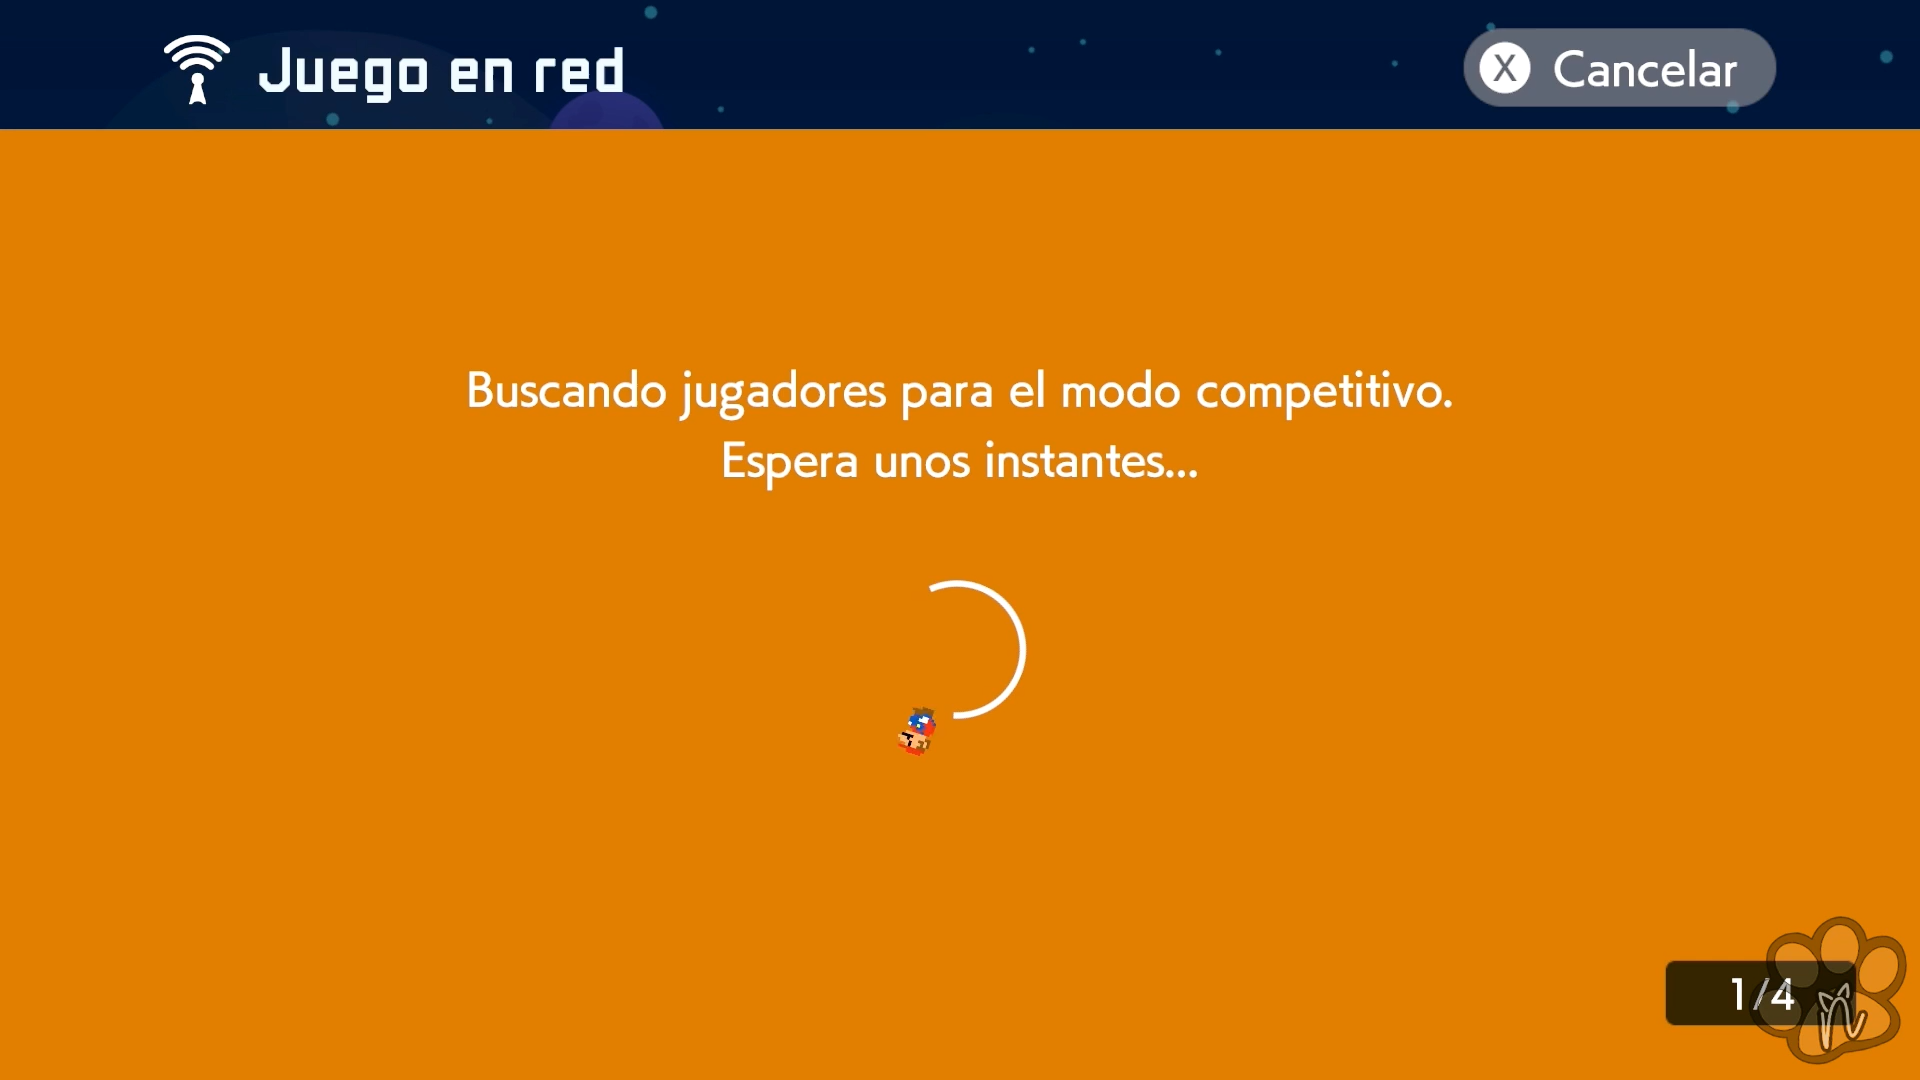 Juego en red
X Cancelar
Buscando jugadores para el modo competitivo.
Espera unos instantes...
1/4